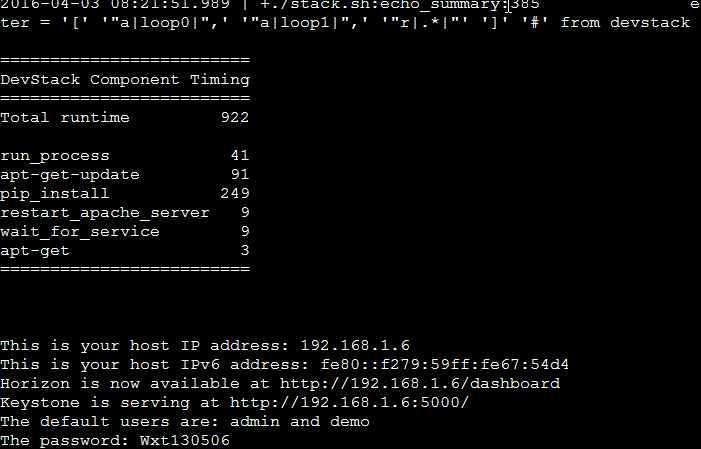 2016-04-03 08:21:51.989 | +./stack.sh:echo_summary:385 e
ter = '[' '"a|loop0|",' '"a|loop1|",' '"r|.*|"' ']' '#' from devstack
=========================
DevStack Component Timing
=========================
Total runtime 922
run_process 41
apt-get-update 91
pip_install 249
restart_apache_server 9
wait_for_service 9
apt-get 3
=========================
This is your host IP address: 192.168.1.6
This is your host IPv6 address: fe80::f279:59ff:fe67:54d4
Horizon is now available at http://192.168.1.6/dashboard
Keystone is serving at http://192.168.1.6:5000/
The default users are: admin and demo
The password: Wxt130506